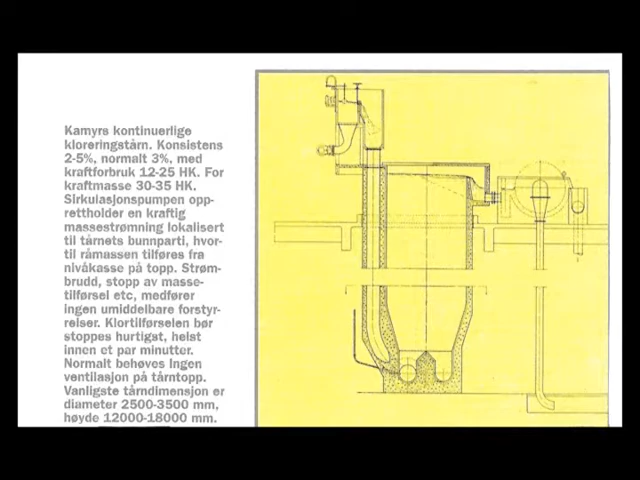 Kamyrs kontinuerlige
kloreringstårn. Konsistens
2-5%, normalt 3%, med
kraftforbruk 12-25 HK. For
kraftmasse 30-35 HK.
Sirkulasjonspumpen opp-
rettholder en kraftig
massestrømning lokalisert
til tårnets bunnparti, hvor-
til råmassen tilføres fra
nivåkasse på topp. Strøm-
brudd, stopp av masse-
tilførsel etc, medfører
ingen umiddelbare forstyr-
relser. Klortilførselen bør
stoppes hurtigst, helst
innen et par minutter.
Normalt behøves ingen
ventilasjon på tårntopp.
Vanligste tårndimensjon er
diameter 2500-3500 mm,
høyde 12000-18000 mm.